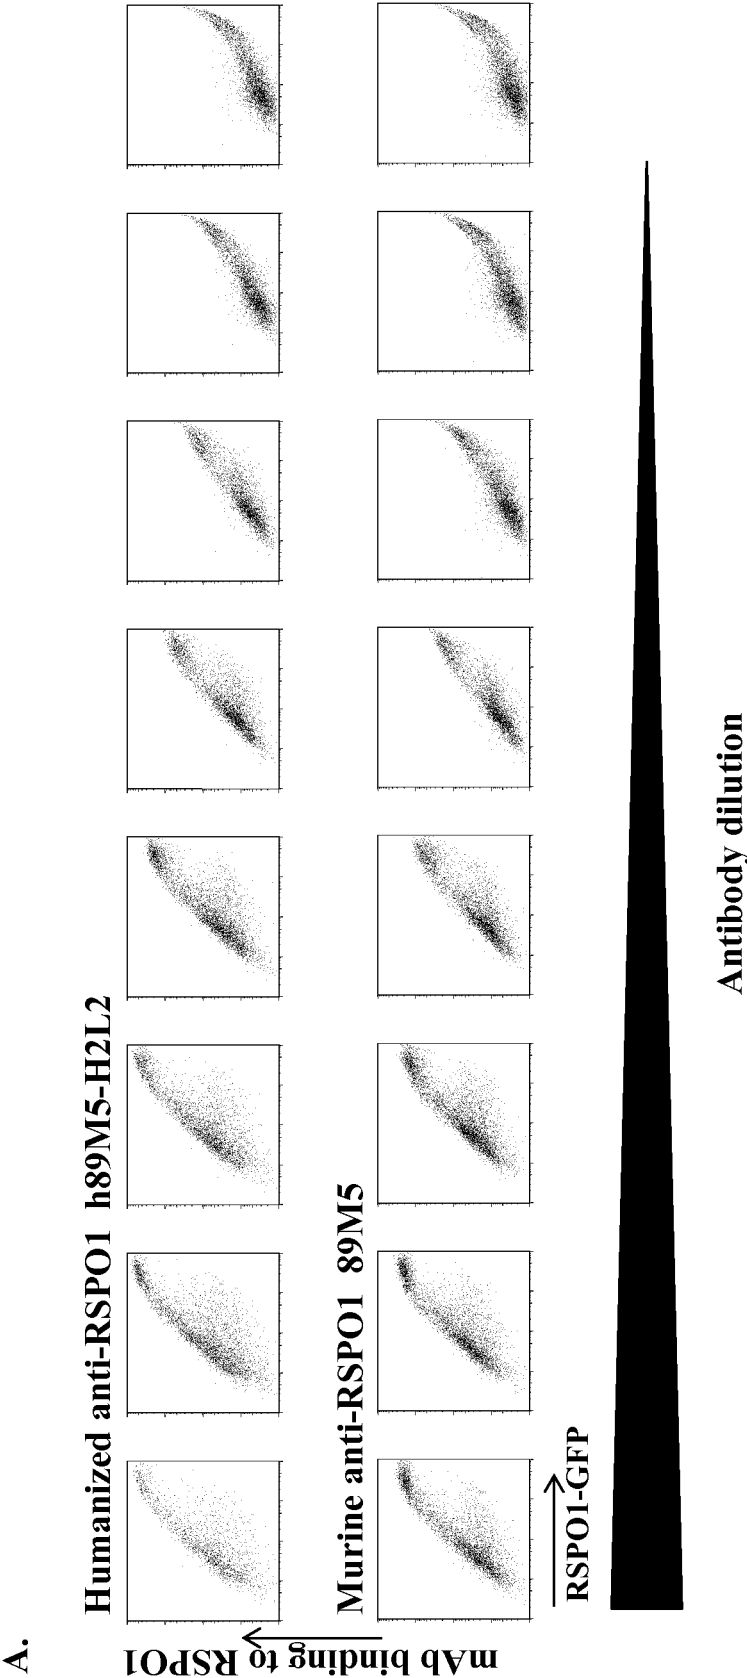 A.
Humanized anti-RSPO1 h89M5-H2L2
Murine anti-RSPO1 89M5
mAb binding to RSPO1
RSPO1-GFP
Antibody dilution